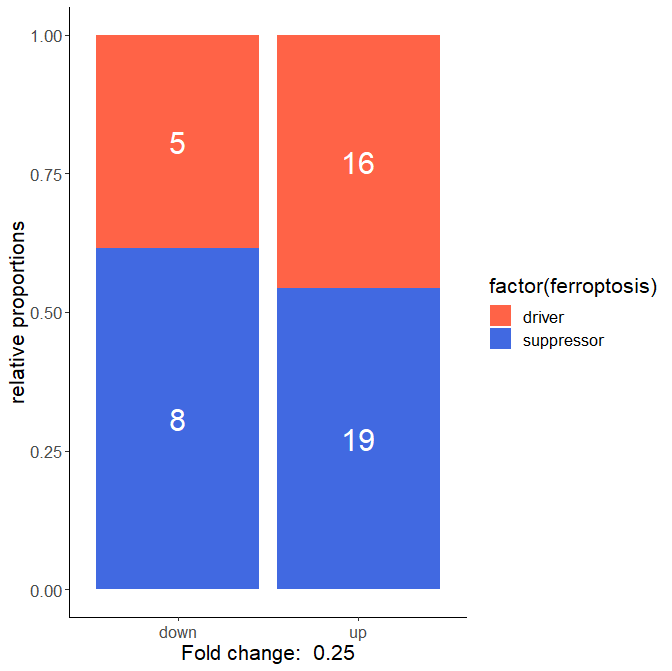 1.00
0.75
0.50
0.25
0.00
relative proportions
5
16
8
19
down
up
Fold change:  0.25
factor(ferroptosis)
driver
suppressor